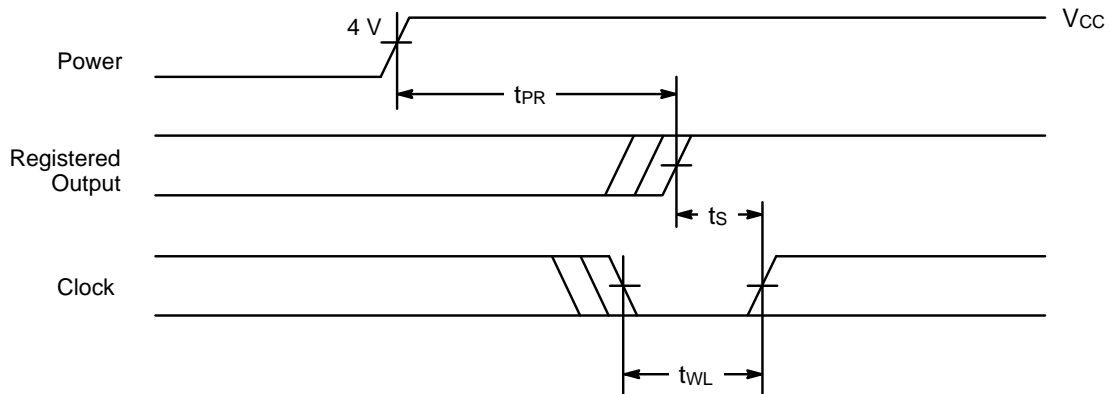 4 V
VCC
Power
tPR
Registered
Output
tS
Clock
tWL